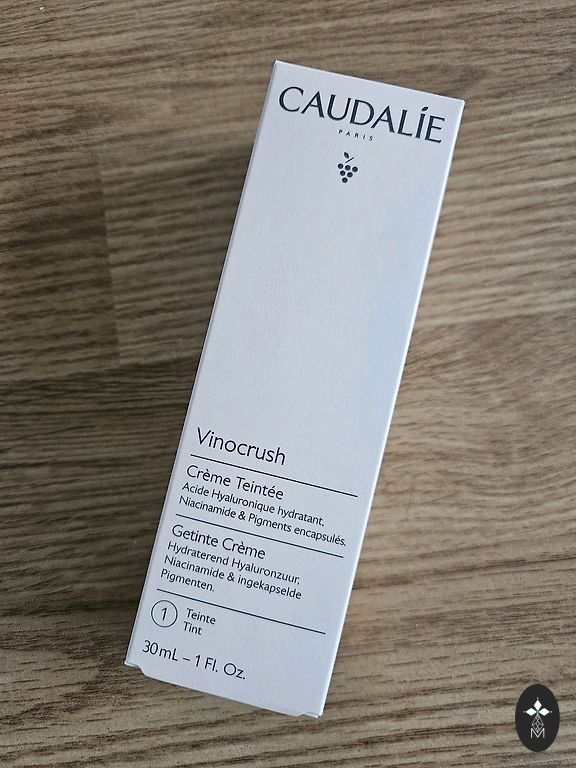 CAUDALÍE
PARIS
Vinocrush
Crème Teintée
Acide Hyaluronique hydratant,
Niacinamide & Pigments encapsulés.
Getinte Crème
Hydraterend Hyaluronzuur,
Niacinamide & ingekapselde
Pigmenten.
1 Teinte
Tint
30mL – 1 Fl. Oz.
M